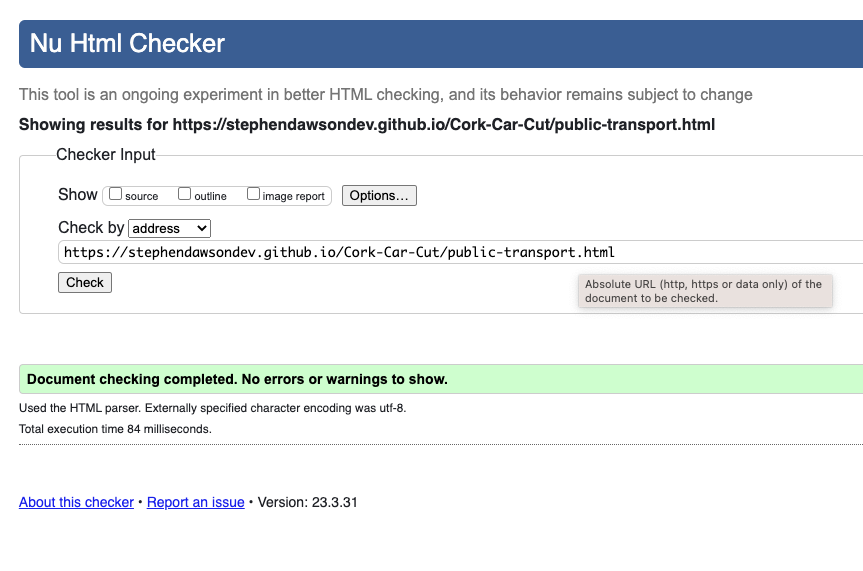 Nu Html Checker
This tool is an ongoing experiment in better HTML checking, and its behavior remains subject to change
Showing results for https://stephendawsondev.github.io/Cork-Car-Cut/public-transport.html
Checker Input
Show source outline image report Options...
Check by address
https://stephendawsondev.github.io/Cork-Car-Cut/public-transport.html
Check
Absolute URL (http, https or data only) of the
document to be checked.
Document checking completed. No errors or warnings to show.
Used the HTML parser. Externally specified character encoding was utf-8.
Total execution time 84 milliseconds.
About this checker • Report an issue • Version: 23.3.31